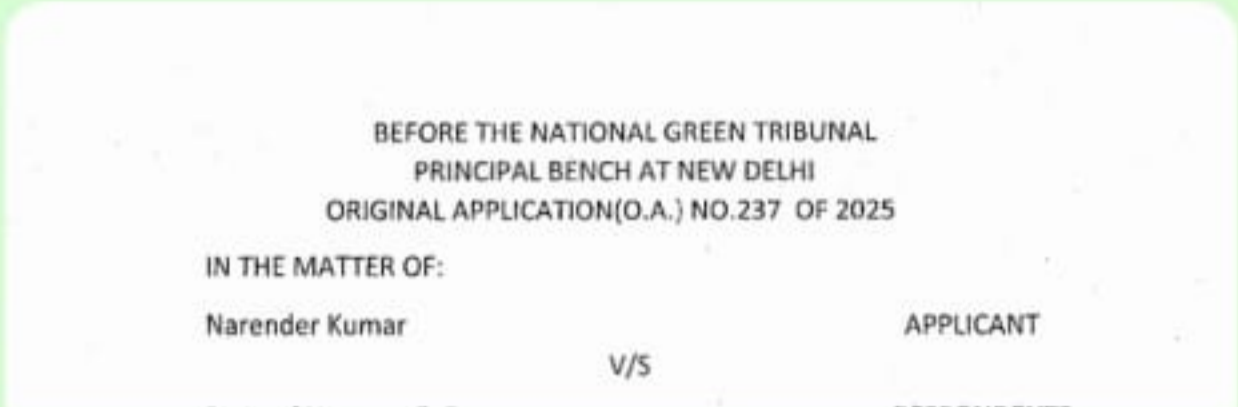 BEFORE THE NATIONAL GREEN TRIBUNAL
PRINCIPAL BENCH AT NEW DELHI
ORIGINAL APPLICATION(O.A.) NO.237 OF 2025
IN THE MATTER OF:
Narender Kumar APPLICANT
V/S